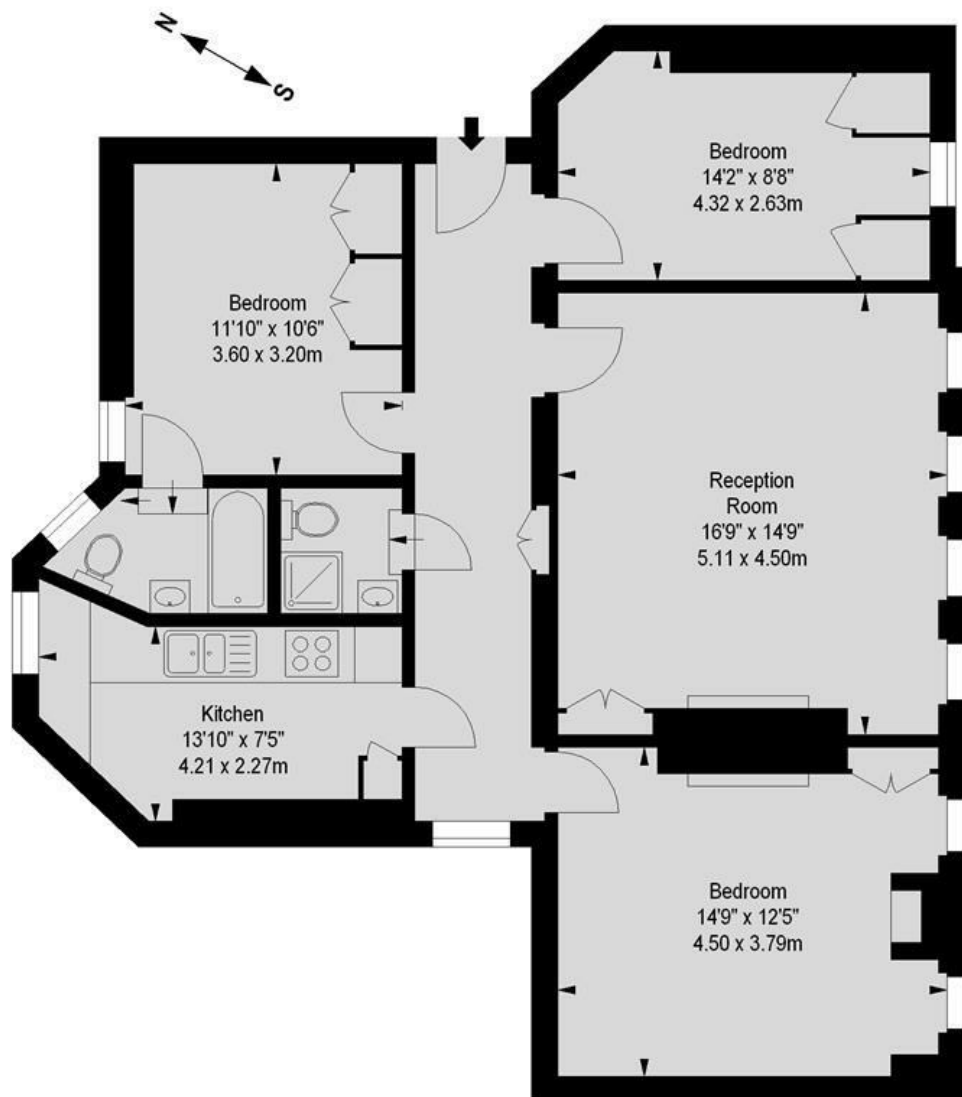 N
S
Bedroom
14'2" x 8'8"
4.32 x 2.63m
Bedroom
11'10" x 10'6"
3.60 x 3.20m
Reception
Room
16'9" x 14'9"
5.11 x 4.50m
Kitchen
13'10" x 7'5"
4.21 x 2.27m
Bedroom
14'9" x 12'5"
4.50 x 3.79m